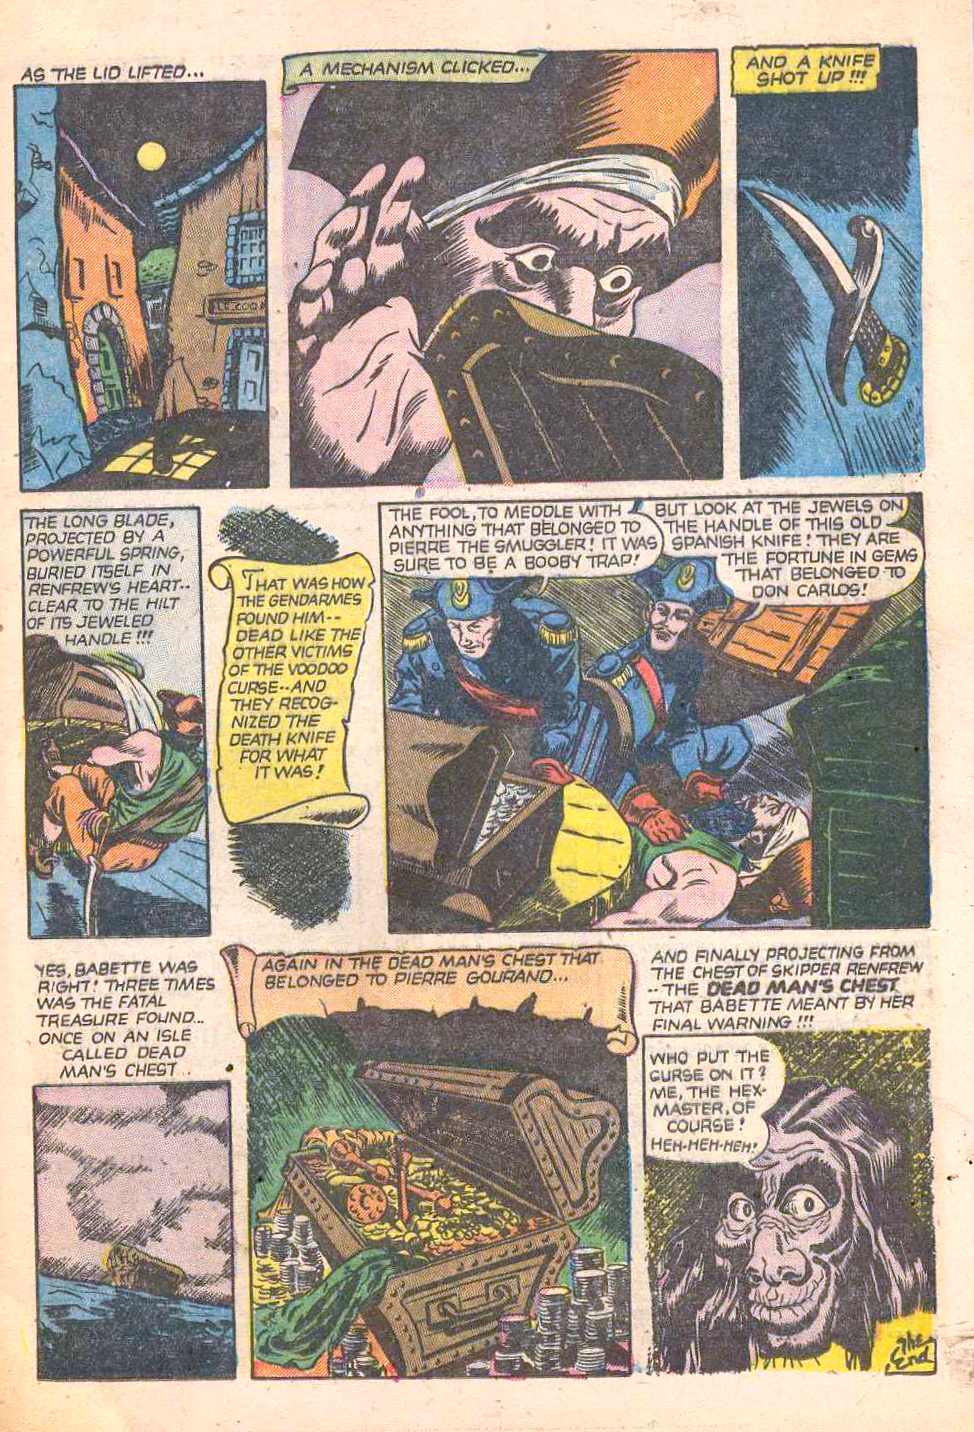 AS THE LID LIFTED...
A MECHANISM CLICKED...
AND A KNIFE
SHOT UP!!!
THE LONG BLADE,
PROJECTED BY A
POWERFUL SPRING,
BURIED ITSELF IN
RENFREW'S HEART--
CLEAR TO THE HILT
OF ITS JEWELED
HANDLE!!!
THAT WAS HOW
THE GENDARMES
FOUND HIM--
DEAD LIKE THE
OTHER VICTIMS
OF THE VOODOO
CURSE--AND
THEY RECOG-
NIZED THE
DEATH KNIFE
FOR WHAT
IT WAS!
THE FOOL, TO MEDDLE WITH
ANYTHING THAT BELONGED TO
PIERRE THE SMUGGLER! IT WAS
SURE TO BE A BOOBY TRAP!
BUT LOOK AT THE JEWELS ON
THE HANDLE OF THIS OLD
SPANISH KNIFE! THEY ARE
THE FORTUNE IN GEMS
THAT BELONGED TO
DON CARLOS!
YES, BABETTE WAS
RIGHT! THREE TIMES
WAS THE FATAL
TREASURE FOUND...
ONCE ON AN ISLE
CALLED DEAD
MAN'S CHEST..
AGAIN IN THE DEAD MAN'S CHEST THAT
BELONGED TO PIERRE GOURAND...
AND FINALLY PROJECTING FROM
THE CHEST OF SKIPPER RENFREW
--THE DEAD MAN'S CHEST
THAT BABETTE MEANT BY HER
FINAL WARNING!!!
WHO PUT THE
CURSE ON IT?
ME, THE HEX-
MASTER, OF
COURSE!
HEH-HEH-HEH!
The
End